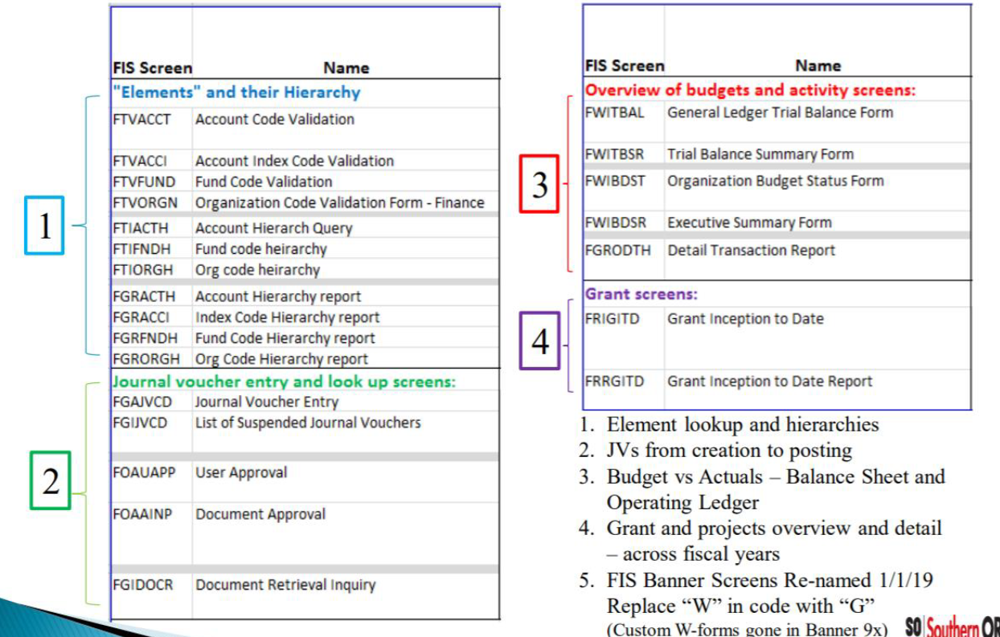 FIS Screen Name
"Elements" and their Hierarchy
FTVACCT Account Code Validation
FTVACCI Account Index Code Validation
FTVFUND Fund Code Validation
FTVORGN Organization Code Validation Form - Finance
FTIACTH Account Hierarch Query
FTIFNDH Fund code heirarchy
FTIORGH Org code heirarchy
FGRACTH Account Hierarchy report
FGRACCI Index Code Hierarchy report
FGRFNDH Fund Code Hierarchy report
FGRORGH Org Code Hierarchy report
1
Journal voucher entry and look up screens:
FGAJVCD Journal Voucher Entry
FGIJVCD List of Suspended Journal Vouchers
FOAUAPP User Approval
FOAAINP Document Approval
FGIDOCR Document Retrieval Inquiry
2
FIS Screen Name
Overview of budgets and activity screens:
FWITBAL General Ledger Trial Balance Form
FWITBSR Trial Balance Summary Form
FWIBDST Organization Budget Status Form
FWIBDSR Executive Summary Form
FGRODTH Detail Transaction Report
3
Grant screens:
FRIGITD Grant Inception to Date
FRRGITD Grant Inception to Date Report
4
1. Element lookup and hierarchies
2. JVs from creation to posting
3. Budget vs Actuals – Balance Sheet and
Operating Ledger
4. Grant and projects overview and detail
– across fiscal years
5. FIS Banner Screens Re-named 1/1/19
Replace “W” in code with “G”
(Custom W-forms gone in Banner 9x)
SO Southern OR